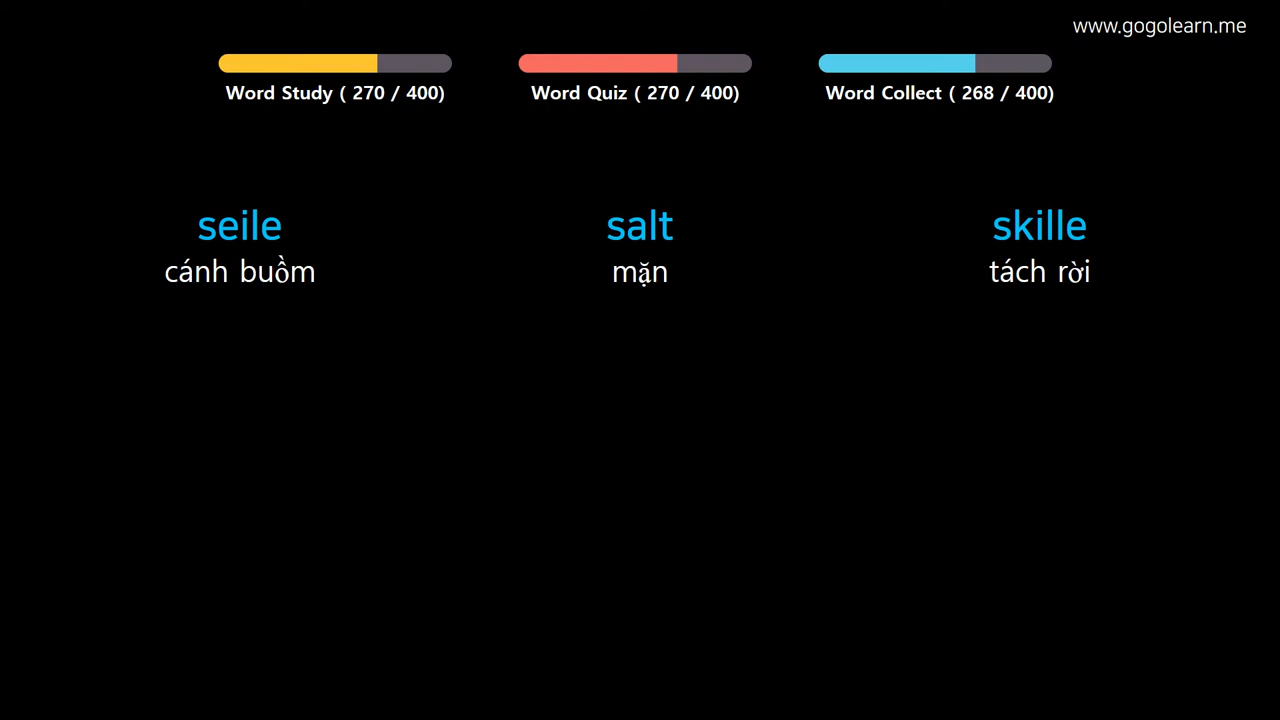 www.gogolearn.me
Word Study ( 270 / 400)
Word Quiz ( 270 / 400)
Word Collect ( 268 / 400)
seile
cánh buồm
salt
mặn
skille
tách rời